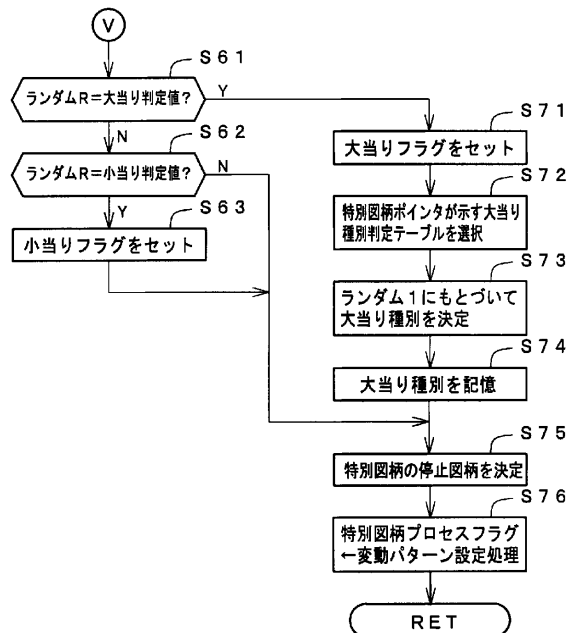 V
S61
ランダムR=大当り判定値?
Y
N
S62
ランダムR=小当り判定値?
N
Y
S63
小当りフラグをセット
S71
大当りフラグをセット
S72
特別図柄ポインタが示す大当り
種別判定テーブルを選択
S73
ランダム1にもとづいて
大当り種別を決定
S74
大当り種別を記憶
S75
特別図柄の停止図柄を決定
S76
特別図柄プロセスフラグ
←変動パターン設定処理
RET